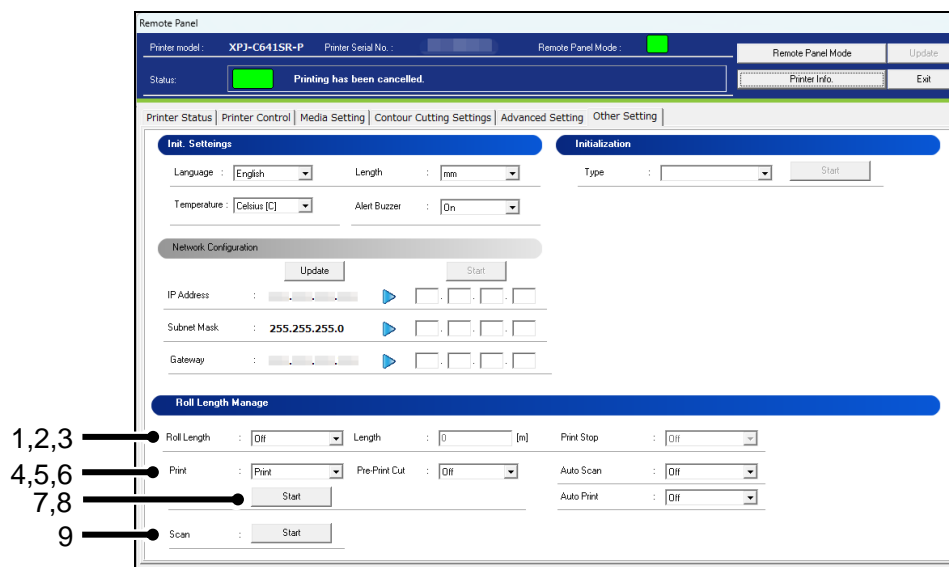 Remote Panel
Printer model : XPJ-C641SR-P Printer Serial No. : Remote Panel Mode :
Remote Panel Mode Update
Status: Printing has been cancelled.
Printer Info. Exit
Printer Status Printer Control Media Setting Contour Cutting Settings Advanced Setting Other Setting
Init. Setteings Initialization
Language : English Length : mm Type : Start
Temperature : Celsius [C] Alert Buzzer : On
Network Configuration
Update Start
IP Address : . . . . . .
Subnet Mask : 255.255.255.0 . . .
Gateway : . . . . . .
Roll Length Manage
1,2,3 Roll Length : Off Length : 0 [m] Print Stop : Off
4,5,6 Print : Print Pre-Print Cut : Off Auto Scan : Off
7,8 Start Auto Print : Off
9 Scan : Start